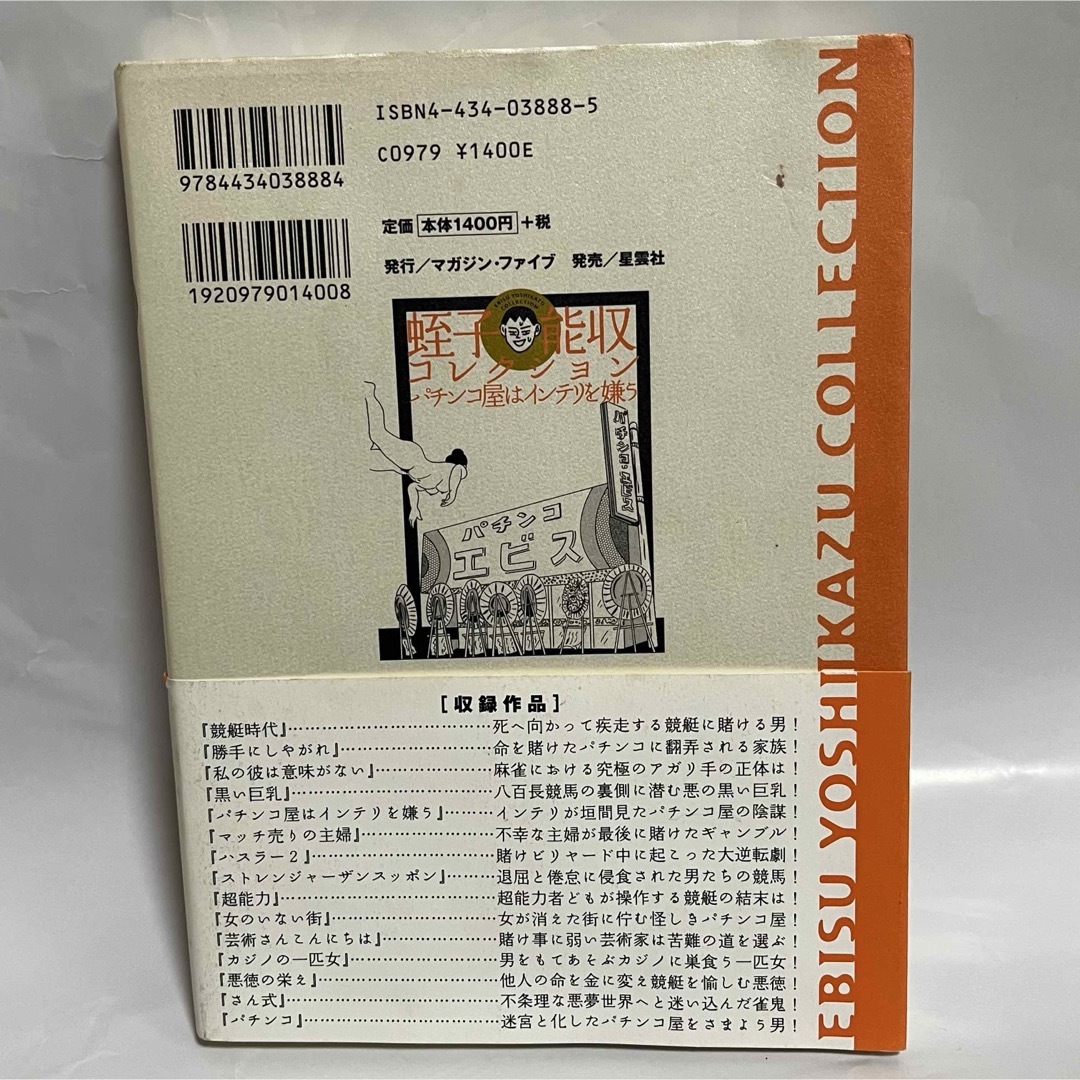 ISBN4-434-03888-5
C0979 ¥1400E
9784434038884
定価 本体1400円 +税
1920979014008
発行／マガジン・ファイブ 発売／星雲社
EBISU YOSHIKAZU COLLECTION
蛭子能収
コレクション
パチンコ屋はインテリを嫌う
パチンコ・エビス
パチンコ
エビス
［収録作品］
『競艇時代』…………………………………死へ向かって疾走する競艇に賭ける男！
『勝手にしやがれ』…………………………命を賭けたパチンコに翻弄される家族！
『私の彼は意味がない』……………………麻雀における究極のアガリ手の正体は！
『黒い巨乳』…………………………………八百長競馬の裏側に潜む悪の黒い巨乳！
『パチンコ屋はインテリを嫌う』…………インテリが垣間見たパチンコ屋の陰謀！
『マッチ売りの主婦』………………………不幸な主婦が最後に賭けたギャンブル！
『ハスラー２』………………………………賭けビリヤード中に起こった大逆転劇！
『ストレンジャーザンスッポン』…………退屈と倦怠に侵食された男たちの競馬！
『超能力』……………………………………超能力者どもが操作する競艇の結末は！
『女のいない街』……………………………女が消えた街に佇む怪しきパチンコ屋！
『芸術さんこんにちは』……………………賭け事に弱い芸術家は苦難の道を選ぶ！
『カジノの一匹女』…………………………男をもてあそぶカジノに巣食う一匹女！
『悪徳の栄え』………………………………他人の命を金に変え競艇を愉しむ悪徳！
『さん式』……………………………………不条理な悪夢世界へと迷い込んだ雀鬼！
『パチンコ』…………………………………迷宮と化したパチンコ屋をさまよう男！
EBISU YOSHIKAZU COLLECTION